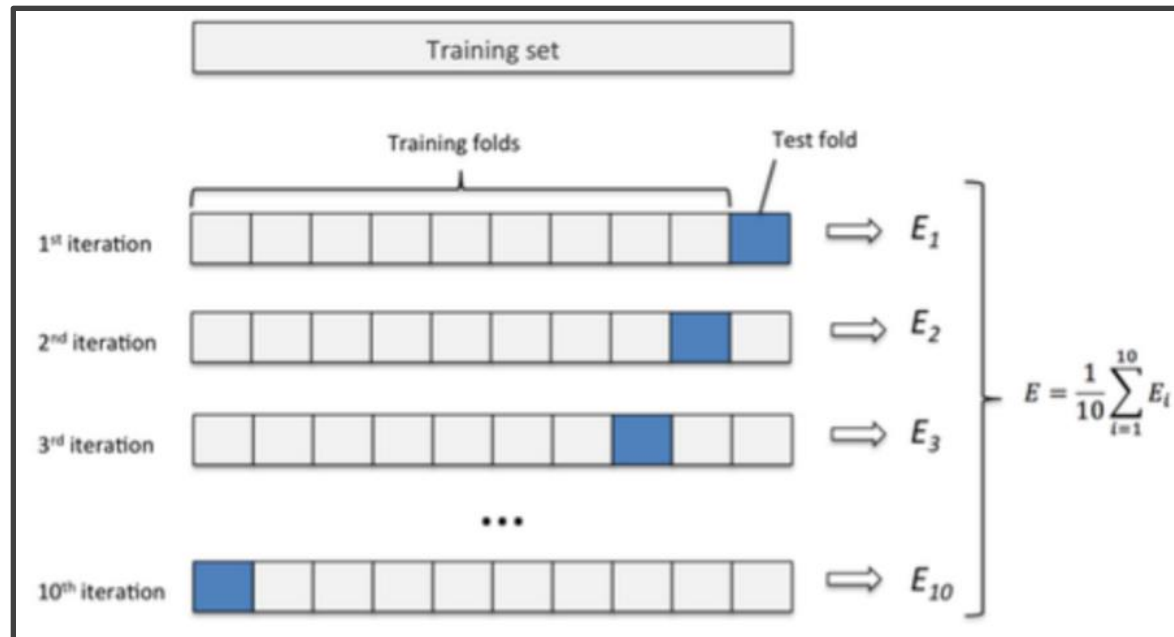 Training set
Training folds
Test fold
1st iteration
E1
2nd iteration
E2
3rd iteration
E3
...
10th iteration
E10
E = 1/10 10∑i=1 Ei